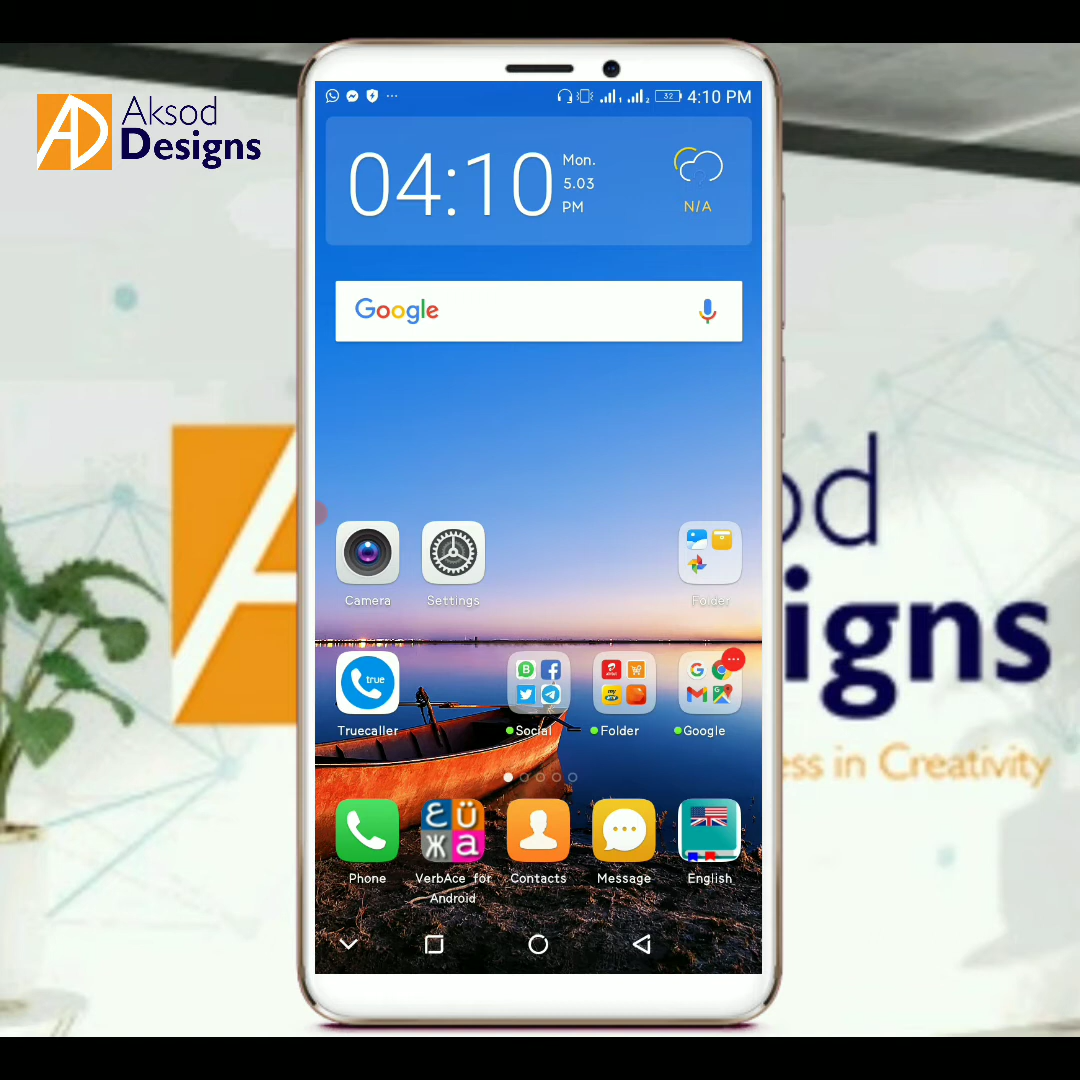 Aksod
Designs
32
4:10 PM
04:10
Mon.
5.03
PM
N/A
Google
Camera
Settings
Folder
true
Truecaller
Social
Folder
Google
Phone
VerbAce for
Android
Contacts
Message
English
od
igns
ess in Creativity